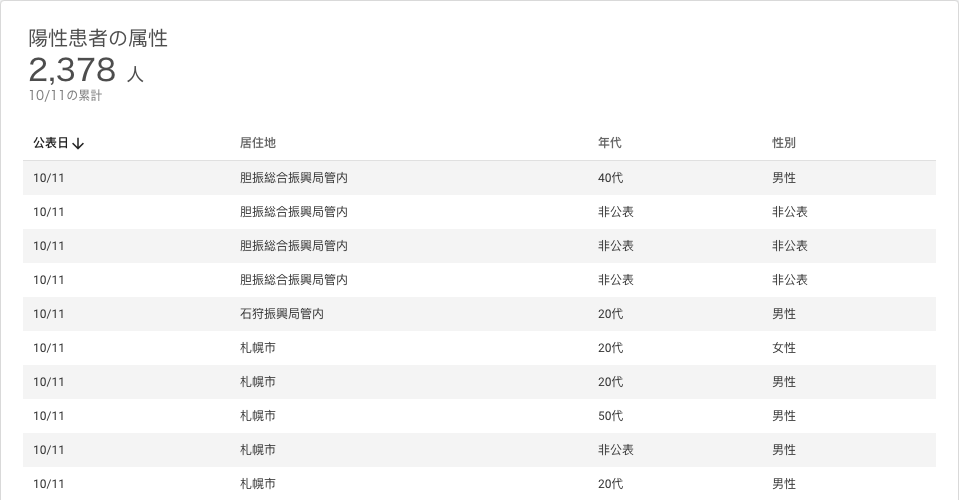 陽性患者の属性
2,378 人
10/11の累計
公表日↓ 居住地 年代 性別
10/11 胆振総合振興局管内 40代 男性
10/11 胆振総合振興局管内 非公表 非公表
10/11 胆振総合振興局管内 非公表 非公表
10/11 胆振総合振興局管内 非公表 非公表
10/11 石狩振興局管内 20代 男性
10/11 札幌市 20代 女性
10/11 札幌市 20代 男性
10/11 札幌市 50代 男性
10/11 札幌市 非公表 男性
10/11 札幌市 20代 男性